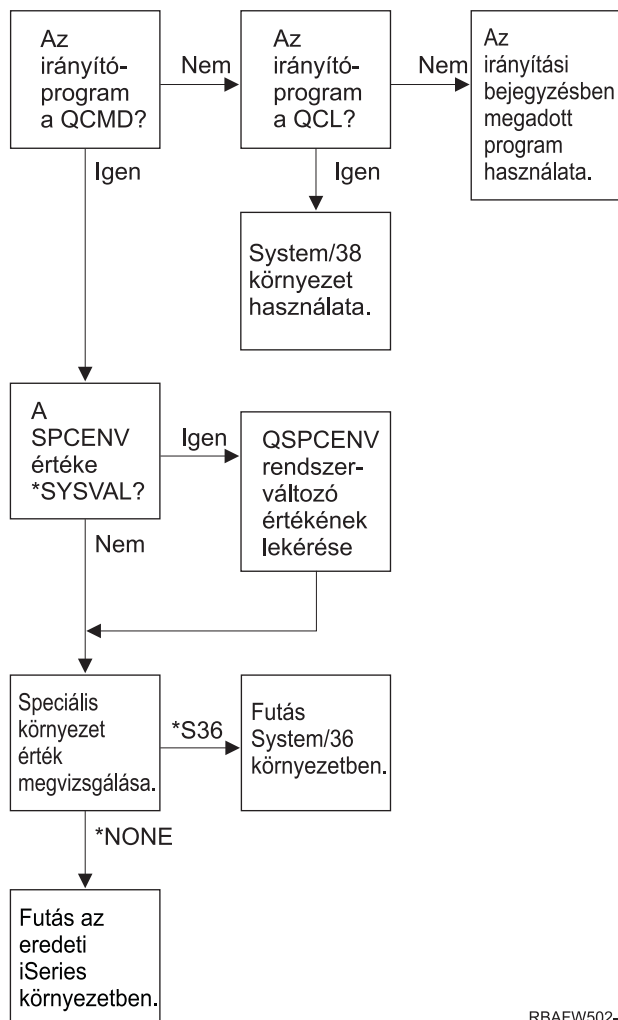 Az
irányító-
program
a QCMD?
Nem
Az
irányító-
program
a QCL?
Nem
Az
irányítási
bejegyzésben
megadott
program
használata.
Igen
Igen
System/38
környezet
használata.
A
SPCENV
értéke
*SYSVAL?
Igen
QSPCENV
rendszer-
változó
értékének
lekérése
Nem
Speciális
környezet
érték
megvizsgálása.
*S36
Futás
System/36
környezetben.
*NONE
Futás az
eredeti
iSeries
környezetben.